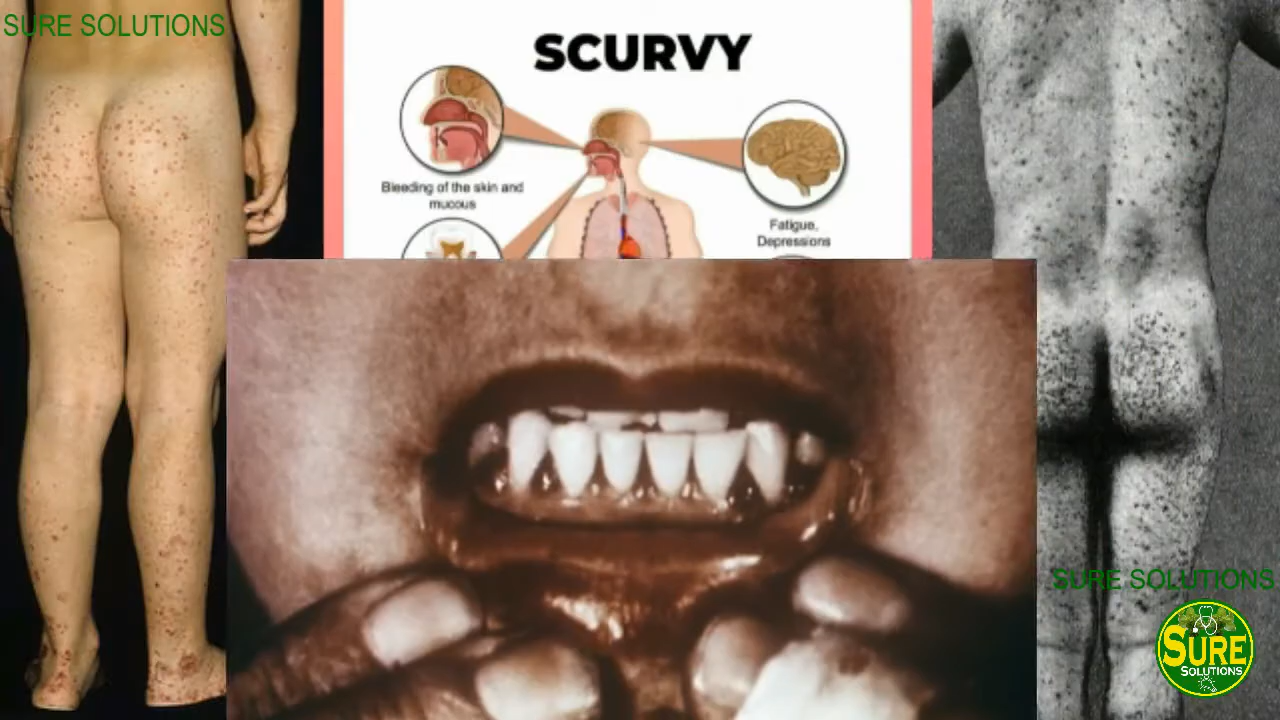 SURE SOLUTIONS
SCURVY
Bleeding of the skin and
mucous
Fatigue,
Depressions
SURE SOLUTIONS
SURE
SOLUTIONS